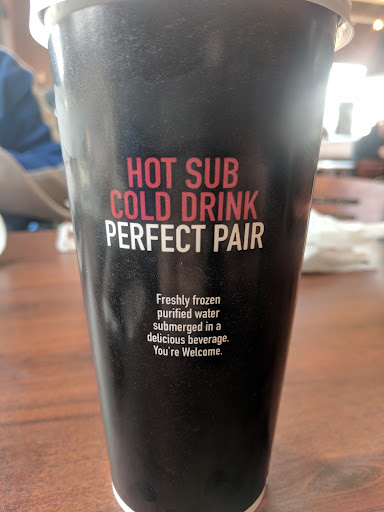 HOT SUB
COLD DRINK
PERFECT PAIR
Freshly frozen
purified water
submerged in a
delicious beverage.
You're Welcome.